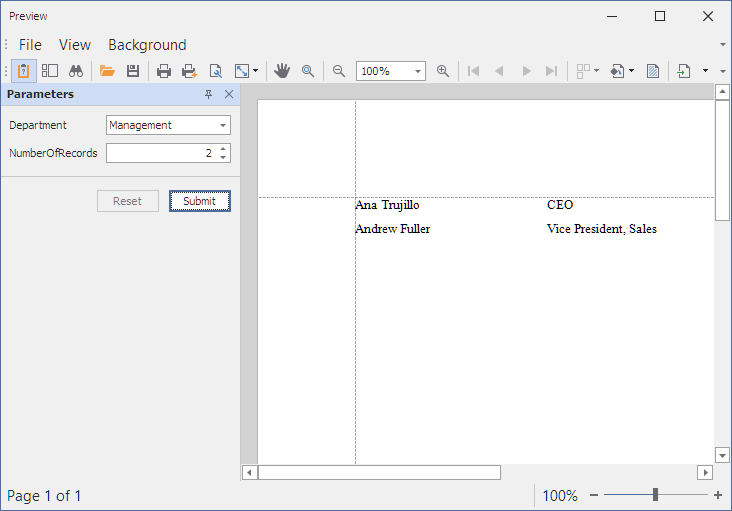 Preview
File View Background
100%
Parameters
Department Management
NumberOfRecords 2
Reset Submit
Ana Trujillo CEO
Andrew Fuller Vice President, Sales
Page 1 of 1 100%